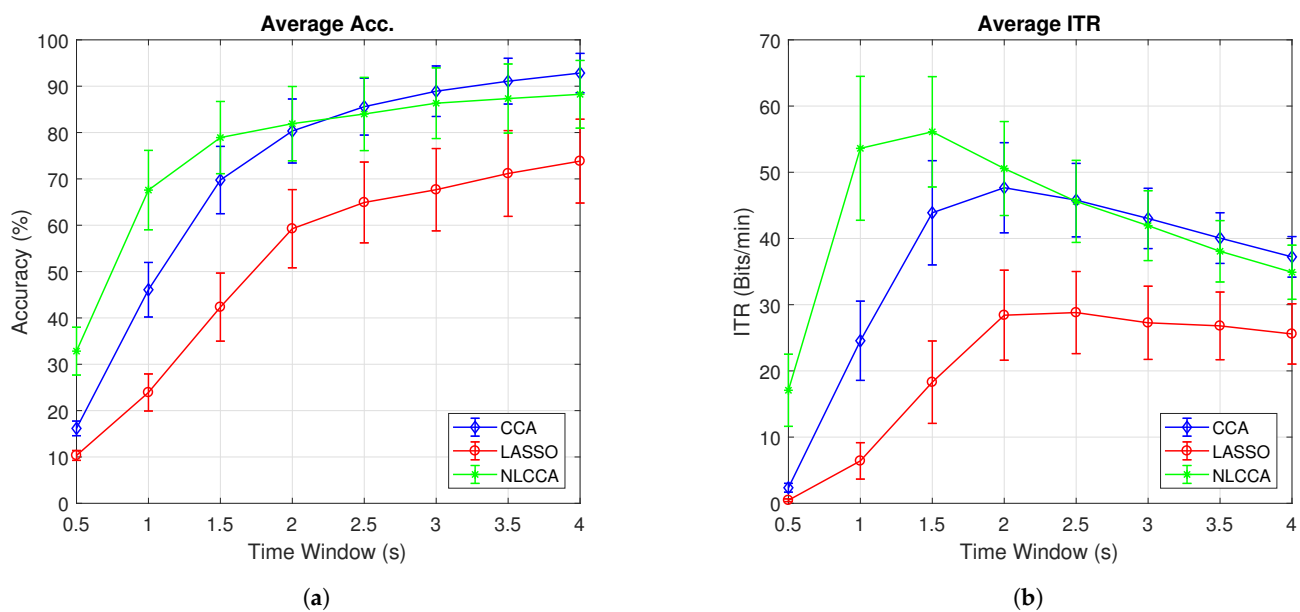 Average Acc.
100
90
80
70
60
50
40
30
20
10
0
Accuracy (%)
0.5 1 1.5 2 2.5 3 3.5 4
Time Window (s)
CCA
LASSO
NLCCA
(a)
Average ITR
70
60
50
40
30
20
10
0
ITR (Bits/min)
0.5 1 1.5 2 2.5 3 3.5 4
Time Window (s)
CCA
LASSO
NLCCA
(b)